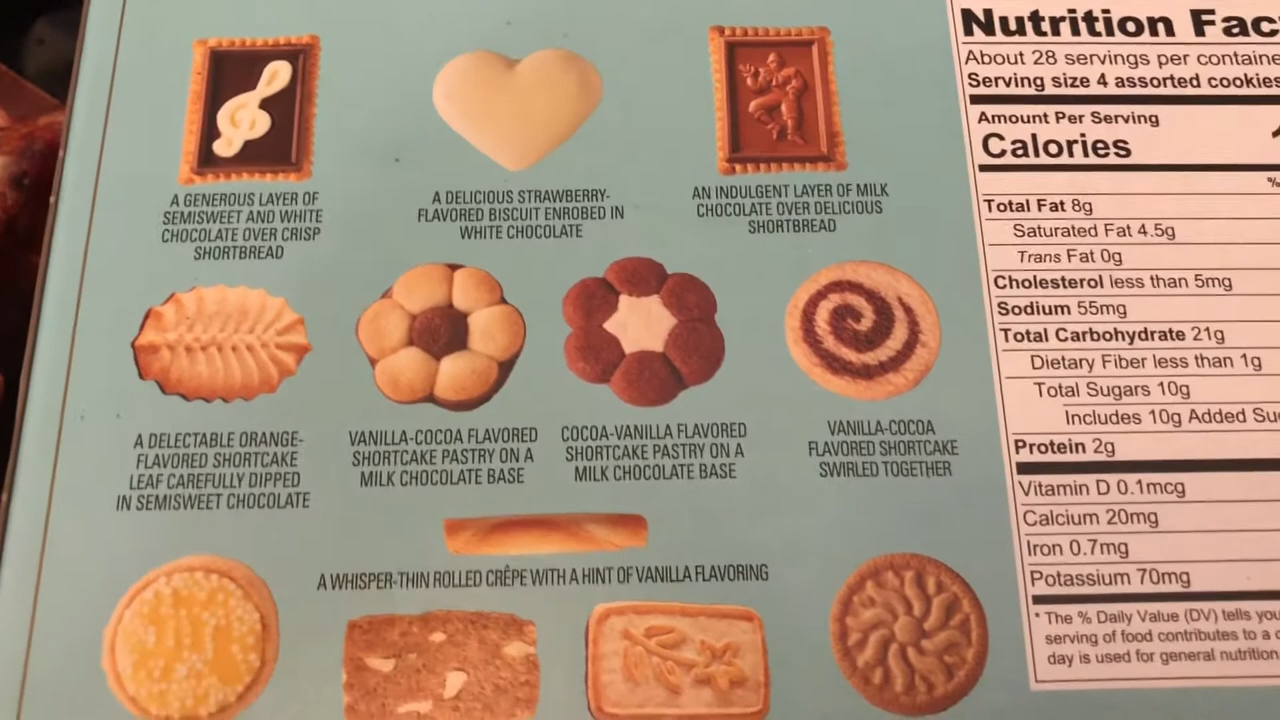 A GENEROUS LAYER OF
SEMISWEET AND WHITE
CHOCOLATE OVER CRISP
SHORTBREAD
A DELICIOUS STRAWBERRY-
FLAVORED BISCUIT ENROBED IN
WHITE CHOCOLATE
AN INDULGENT LAYER OF MILK
CHOCOLATE OVER DELICIOUS
SHORTBREAD
A DELECTABLE ORANGE-
FLAVORED SHORTCAKE
LEAF CAREFULLY DIPPED
IN SEMISWEET CHOCOLATE
VANILLA-COCOA FLAVORED
SHORTCAKE PASTRY ON A
MILK CHOCOLATE BASE
COCOA-VANILLA FLAVORED
SHORTCAKE PASTRY ON A
MILK CHOCOLATE BASE
VANILLA-COCOA
FLAVORED SHORTCAKE
SWIRLED TOGETHER
A WHISPER-THIN ROLLED CRÊPE WITH A HINT OF VANILLA FLAVORING
Nutrition Fac
About 28 servings per containe
Serving size 4 assorted cookies
Amount Per Serving
Calories
%
Total Fat 8g
Saturated Fat 4.5g
Trans Fat 0g
Cholesterol less than 5mg
Sodium 55mg
Total Carbohydrate 21g
Dietary Fiber less than 1g
Total Sugars 10g
Includes 10g Added Su
Protein 2g
Vitamin D 0.1mcg
Calcium 20mg
Iron 0.7mg
Potassium 70mg
* The % Daily Value (DV) tells you
serving of food contributes to a
day is used for general nutrition